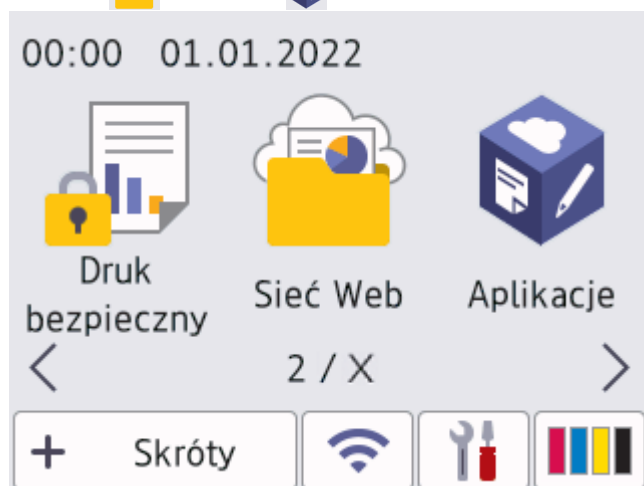 00:00 01.01.2022
Druk
bezpieczny
Sieć Web
Aplikacje
2 / X
+ Skróty